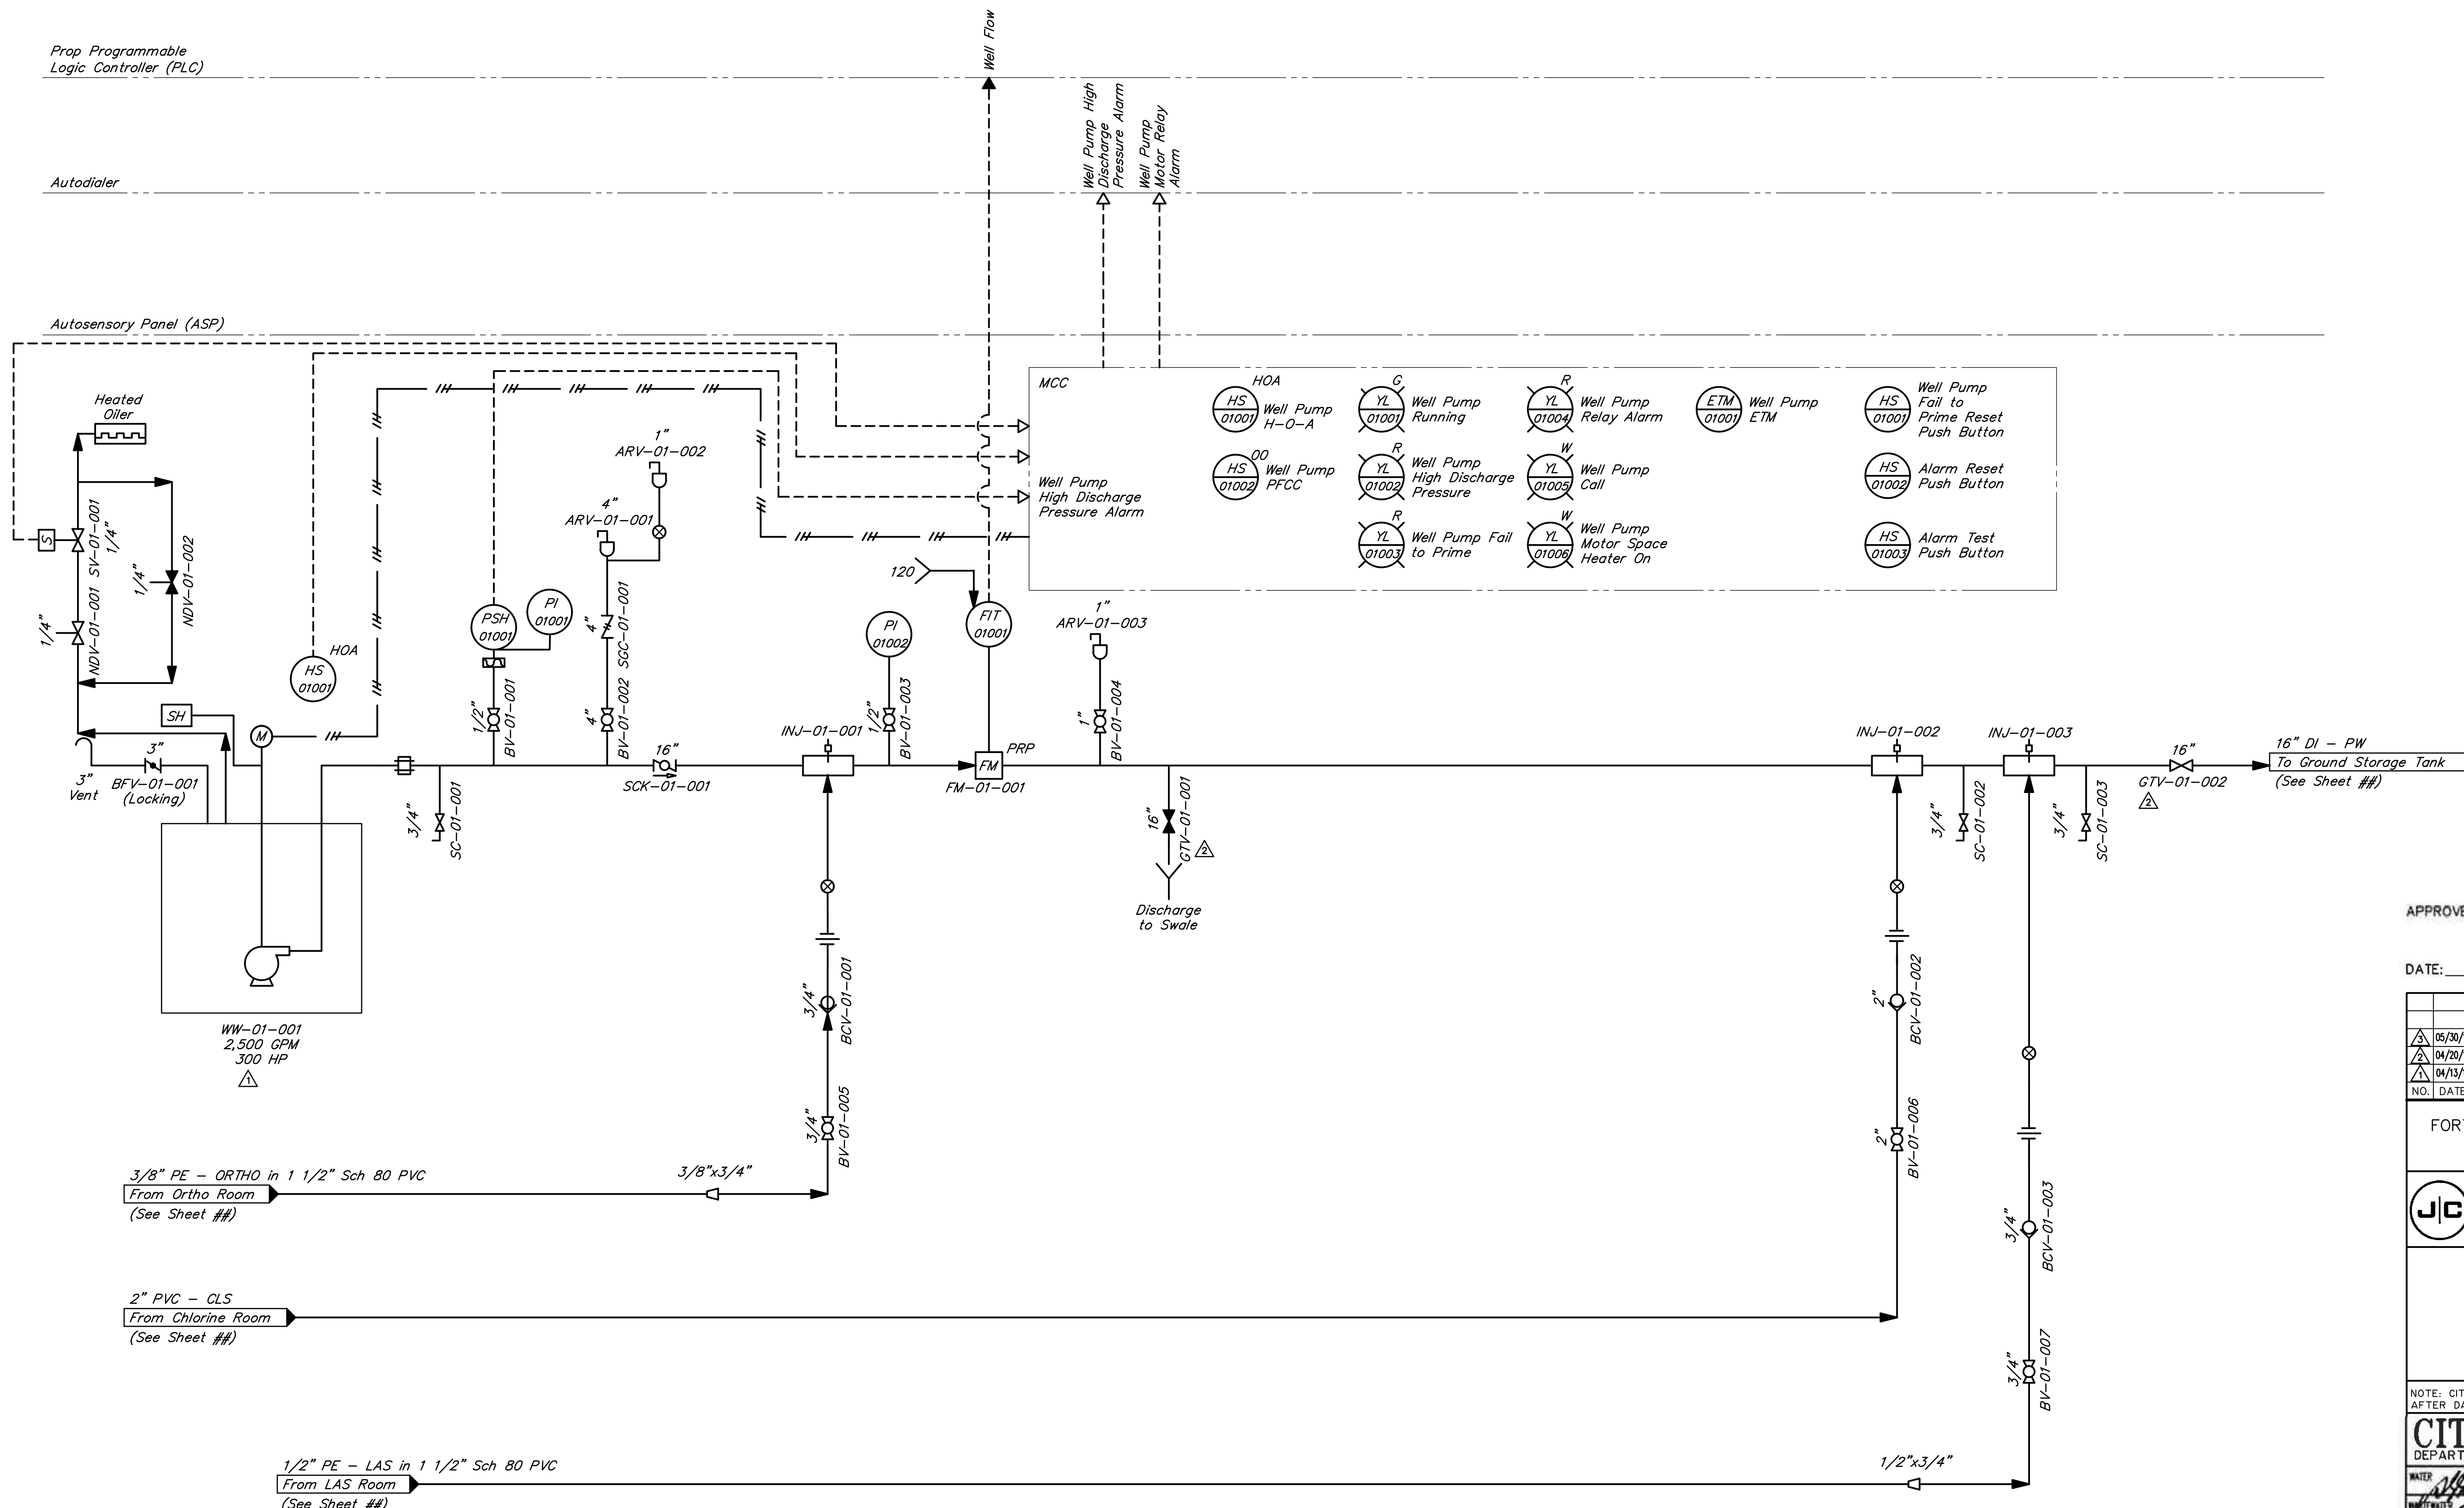 Prop Programmable
Logic Controller (PLC)
Well Flow
Autodialer
Well Pump High
Discharge
Pressure Alarm
Well Pump
Motor Relay
Alarm
Autosensory Panel (ASP)
Heated
Oiler
S
SV-01-001
1/4"
NDV-01-001
1/4"
1/4"
NDV-01-002
HS
01001
HOA
SH
M
3"
Vent
3"
BFV-01-001
(Locking)
WW-01-001
2,500 GPM
300 HP
1
3/4"
SC-01-001
PSH
01001
PI
01001
1/2"
BV-01-001
1"
ARV-01-002
4"
ARV-01-001
4"
SGC-01-001
4"
BV-01-002
16"
SCK-01-001
INJ-01-001
PI
01002
1/2"
BV-01-003
120
FIT
01001
FM
PRP
FM-01-001
1"
ARV-01-003
1"
BV-01-004
16"
GTV-01-001
2
Discharge
to Swale
MCC
Well Pump
High Discharge
Pressure Alarm
HOA
HS
01001
Well Pump
H-O-A
OO
HS
01002
Well Pump
PFCC
G
YL
01001
Well Pump
Running
R
YL
01002
Well Pump
High Discharge
Pressure
R
YL
01003
Well Pump Fail
to Prime
R
YL
01004
Well Pump
Relay Alarm
W
YL
01005
Well Pump
Call
W
YL
01006
Well Pump
Motor Space
Heater On
ETM
01001
Well Pump
ETM
HS
01001
Well Pump
Fail to
Prime Reset
Push Button
HS
01002
Alarm Reset
Push Button
HS
01003
Alarm Test
Push Button
INJ-01-002
INJ-01-003
3/4"
SC-01-002
3/4"
SC-01-003
16"
GTV-01-002
2
16" DI - PW
To Ground Storage Tank
(See Sheet ##)
3/4"
BCV-01-001
3/4"
BV-01-005
2"
BCV-01-002
2"
BV-01-006
3/4"
BCV-01-003
3/4"
BV-01-007
3/8" PE - ORTHO in 1 1/2" Sch 80 PVC
From Ortho Room
(See Sheet ##)
3/8"x3/4"
2" PVC - CLS
From Chlorine Room
(See Sheet ##)
1/2" PE - LAS in 1 1/2" Sch 80 PVC
From LAS Room
(See Sheet ##)
1/2"x3/4"
APPROVE
DATE:
3 05/30/
2 04/20/
1 04/13/
NO. DATE
FOR
J|C
NOTE: CIT
AFTER DA
CIT
DEPART
WATER